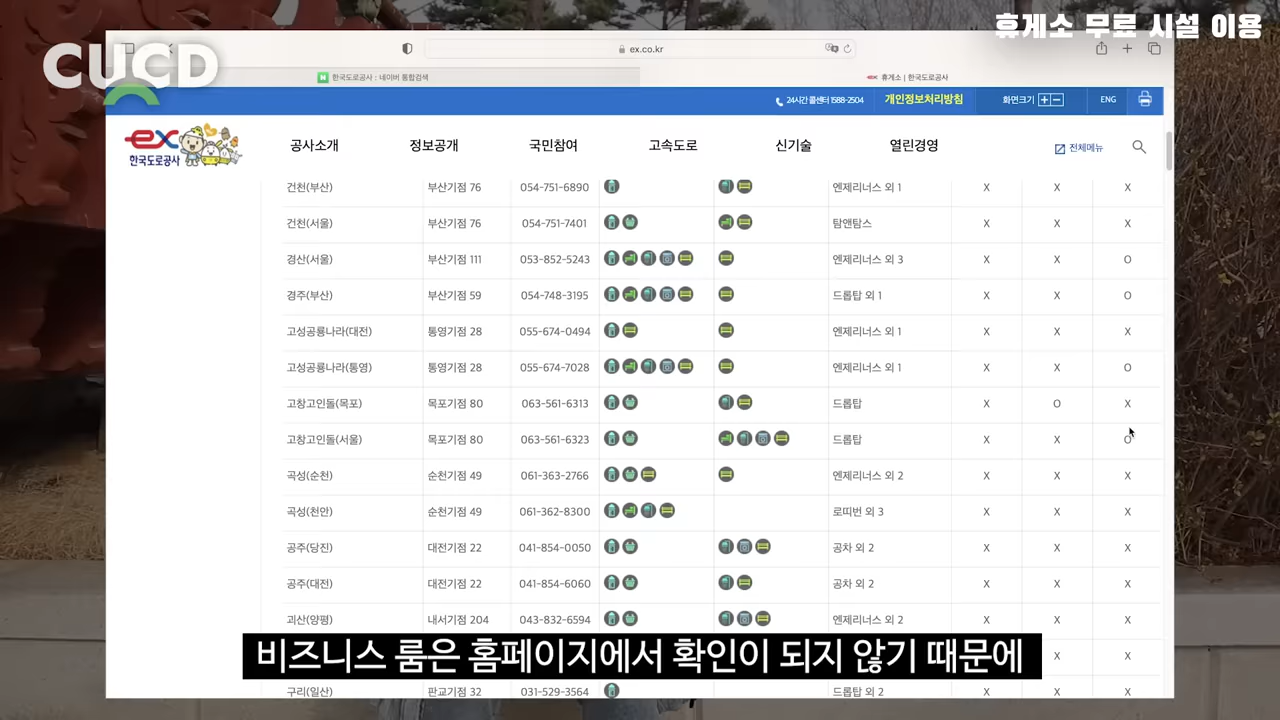 휴게소 무료 시설 이용
CUCD
ex.co.kr
한국도로공사 : 네이버 통합검색
휴게소 | 한국도로공사
24시간 콜센터 1588-2504 개인정보처리방침 화면크기 + − ENG
ex 한국도로공사
공사소개 정보공개 국민참여 고속도로 신기술 열린경영 전체메뉴
건천(부산) 부산기점 76 054-751-6890 엔제리너스 외 1 X X X
건천(서울) 부산기점 76 054-751-7401 탐앤탐스 X X X
경산(서울) 부산기점 111 053-852-5243 엔제리너스 외 3 X X O
경주(부산) 부산기점 59 054-748-3195 드롭탑 외 1 X X O
고성공룡나라(대전) 통영기점 28 055-674-0494 엔제리너스 외 1 X X X
고성공룡나라(통영) 통영기점 28 055-674-7028 엔제리너스 외 1 X X O
고창고인돌(목포) 목포기점 80 063-561-6313 드롭탑 X O X
고창고인돌(서울) 목포기점 80 063-561-6323 드롭탑 X X O
곡성(순천) 순천기점 49 061-363-2766 엔제리너스 외 2 X X X
곡성(천안) 순천기점 49 061-362-8300 로띠번 외 3 X X X
공주(당진) 대전기점 22 041-854-0050 공차 외 2 X X X
공주(대전) 대전기점 22 041-854-6060 공차 외 2 X X X
괴산(양평) 내서기점 204 043-832-6594 엔제리너스 외 2 X X X
X X
비즈니스 룸은 홈페이지에서 확인이 되지 않기 때문에
구리(일산) 판교기점 32 031-529-3564 드롭탑 외 2 X X X